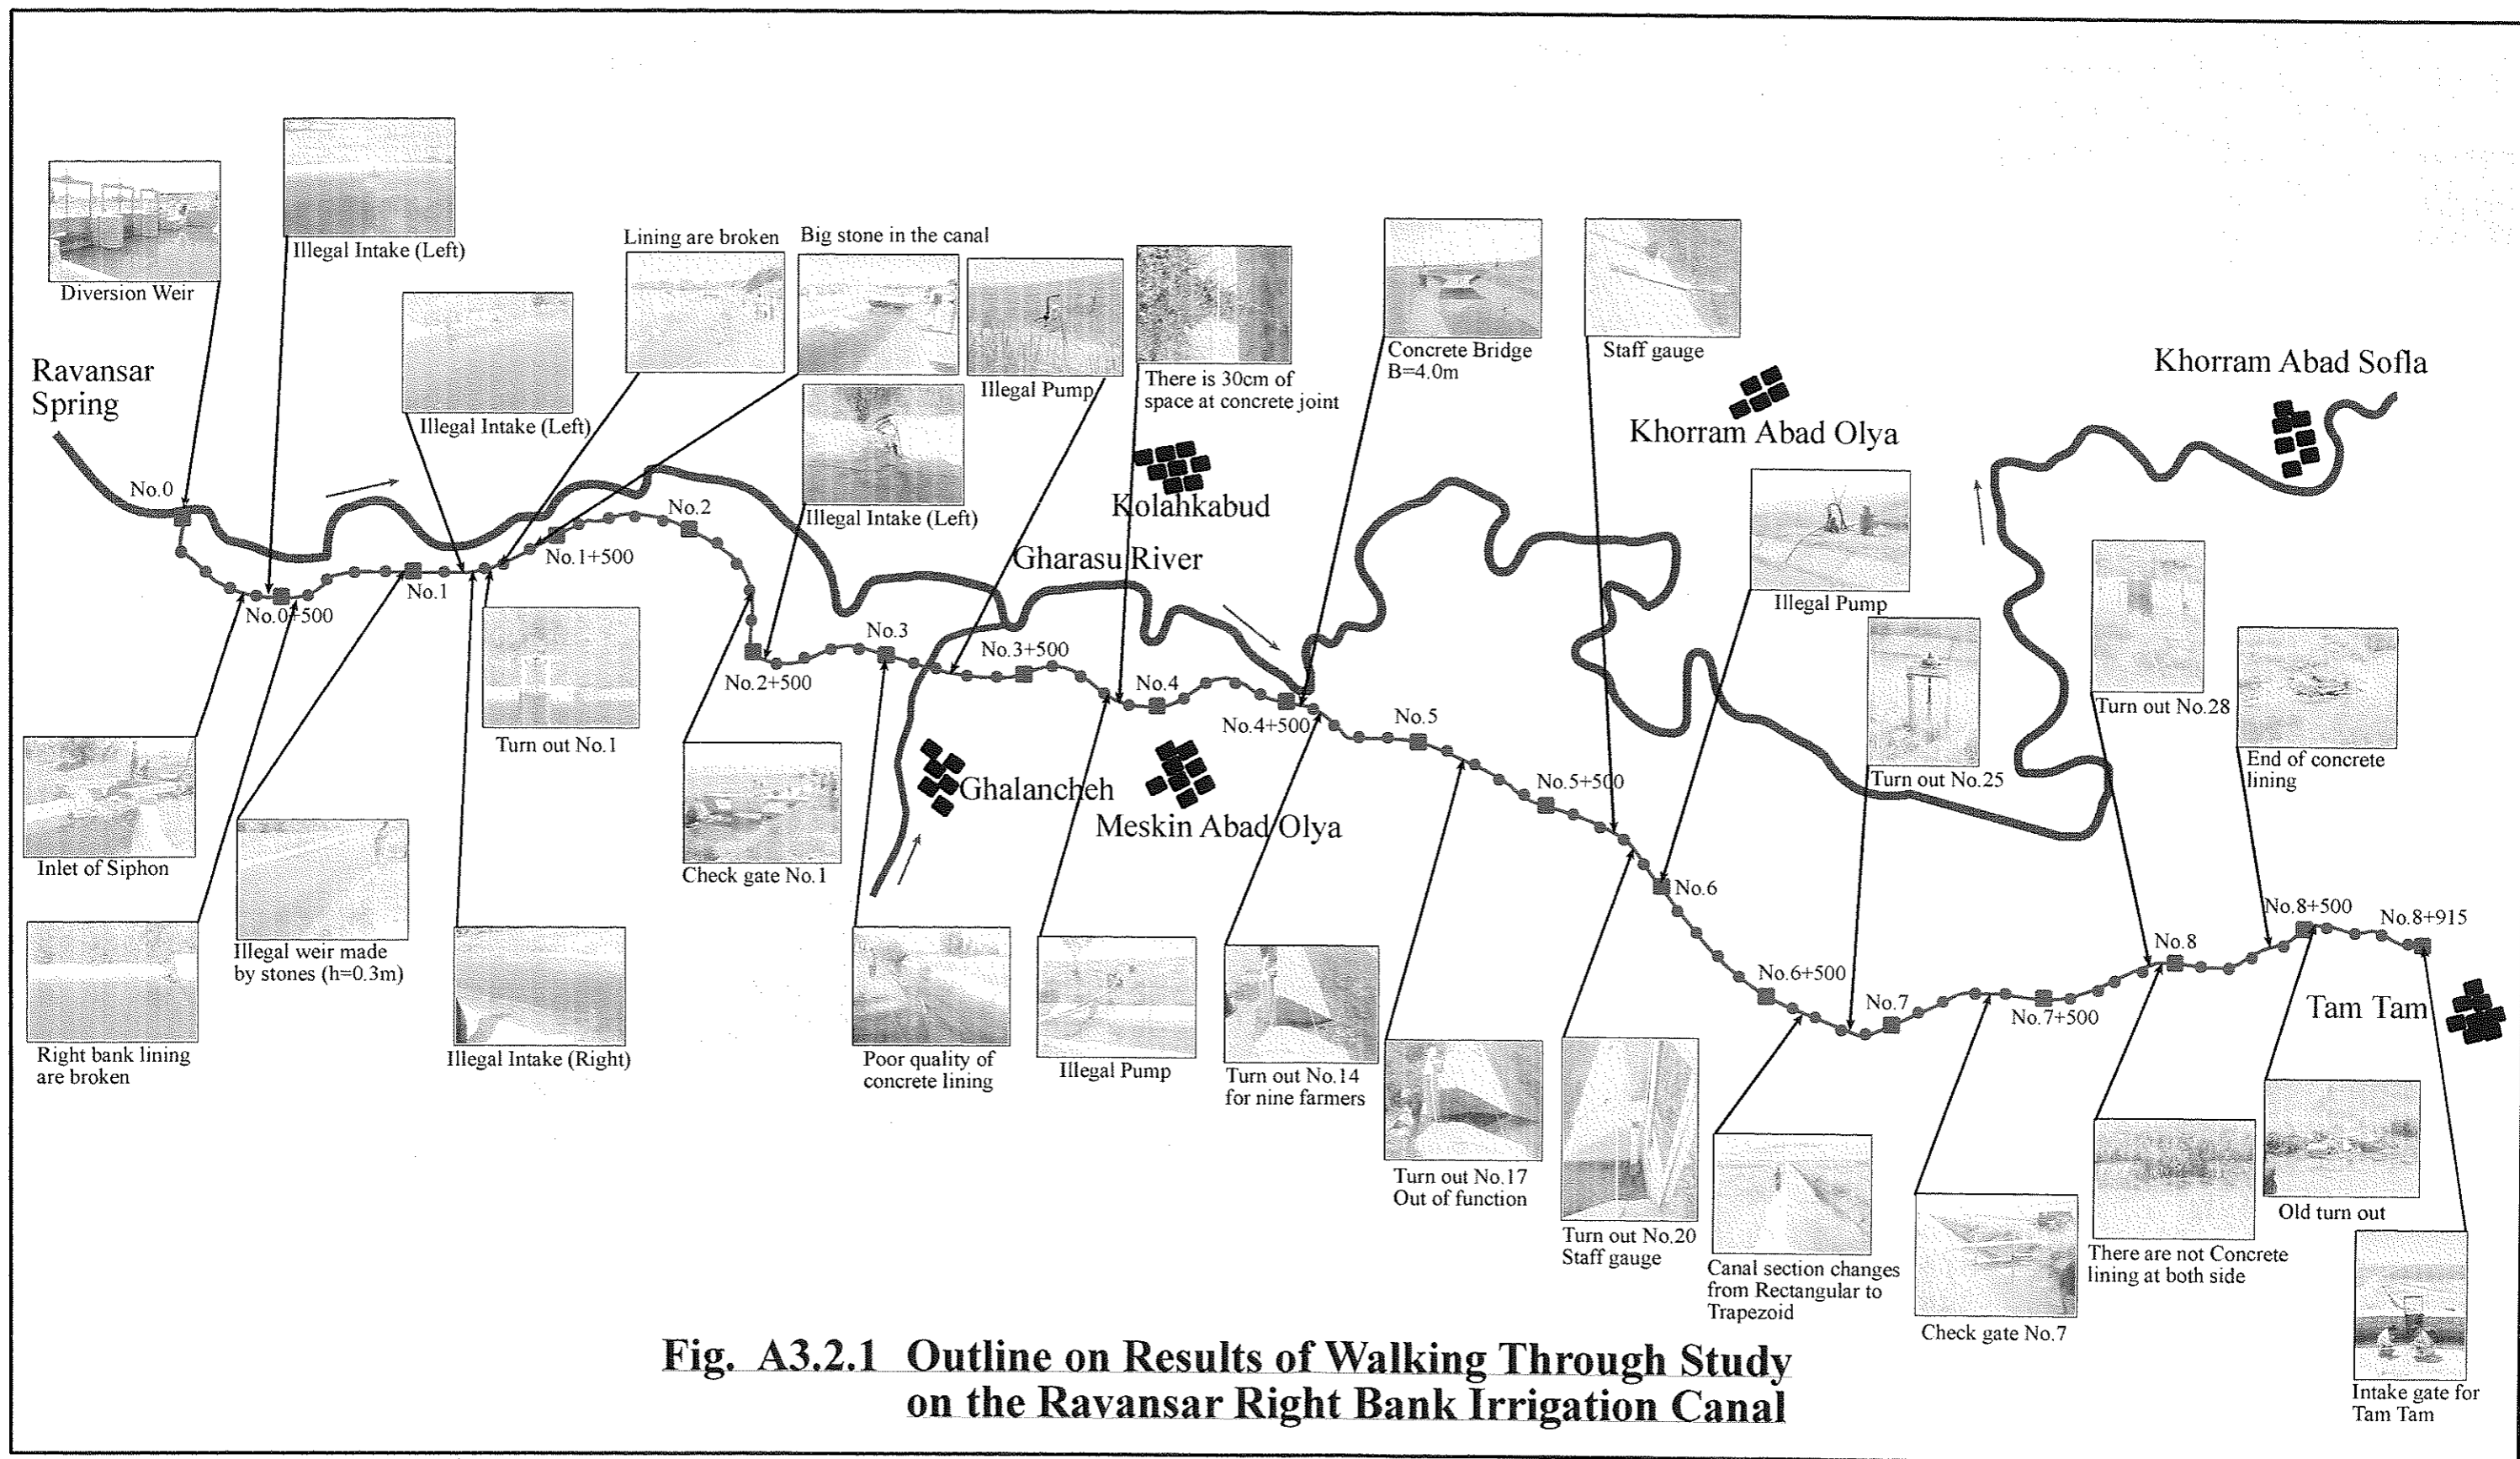 Diversion Weir
Illegal Intake (Left)
Illegal Intake (Left)
Lining are broken
Big stone in the canal
Illegal Intake (Left)
Illegal Pump
There is 30cm of
space at concrete joint
Concrete Bridge
B=4.0m
Staff gauge
Khorram Abad Olya
Khorram Abad Sofla
Ravansar
Spring
Kolahkabud
Gharasu River
Illegal Pump
Turn out No.25
Turn out No.28
End of concrete
lining
No.0
No.0+500
No.1
No.1+500
No.2
No.2+500
No.3
No.3+500
No.4
No.4+500
No.5
No.5+500
No.6
No.6+500
No.7
No.7+500
No.8
No.8+500
No.8+915
Ghalancheh
Meskin Abad Olya
Tam Tam
Inlet of Siphon
Right bank lining
are broken
Illegal weir made
by stones (h=0.3m)
Turn out No.1
Illegal Intake (Right)
Check gate No.1
Poor quality of
concrete lining
Illegal Pump
Turn out No.14
for nine farmers
Turn out No.17
Out of function
Turn out No.20
Staff gauge
Canal section changes
from Rectangular to
Trapezoid
Check gate No.7
There are not Concrete
lining at both side
Old turn out
Intake gate for
Tam Tam
Fig. A3.2.1 Outline on Results of Walking Through Study
on the Ravansar Right Bank Irrigation Canal